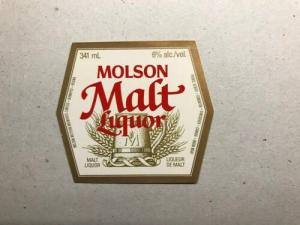 341 mL 6% alc./vol.
MOLSON
Malt
Liquor
M
MALT LIQUEUR
LIQUOR DE MALT